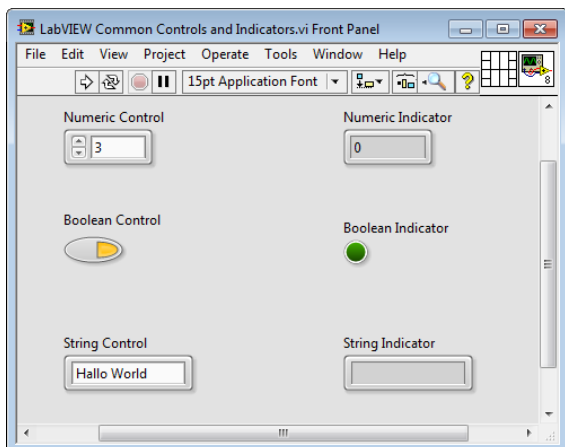 LabVIEW Common Controls and Indicators.vi Front Panel
File Edit View Project Operate Tools Window Help
15pt Application Font
?
8
Numeric Control
3
Numeric Indicator
0
Boolean Control
Boolean Indicator
String Control
Hallo World
String Indicator